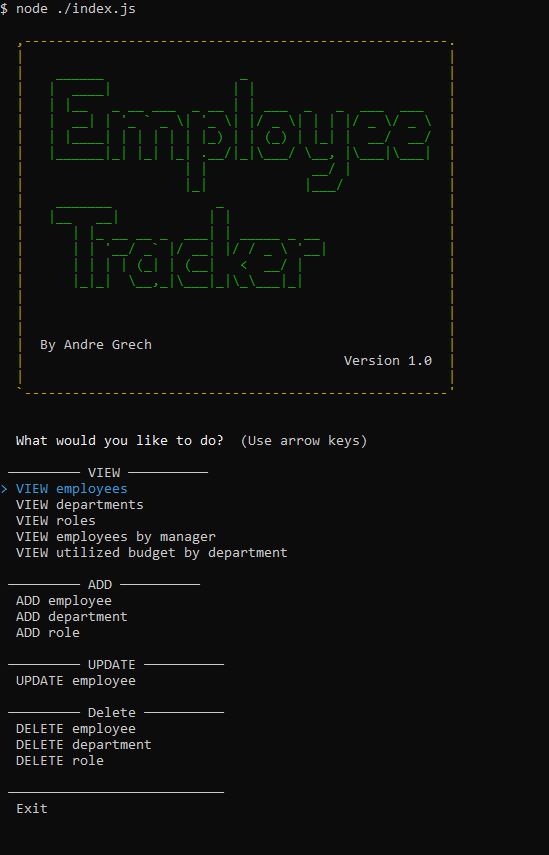 $ node ./index.js
Employee
Tracker
By Andre Grech
Version 1.0
What would you like to do? (Use arrow keys)
VIEW
> VIEW employees
VIEW departments
VIEW roles
VIEW employees by manager
VIEW utilized budget by department
ADD
ADD employee
ADD department
ADD role
UPDATE
UPDATE employee
Delete
DELETE employee
DELETE department
DELETE role
Exit